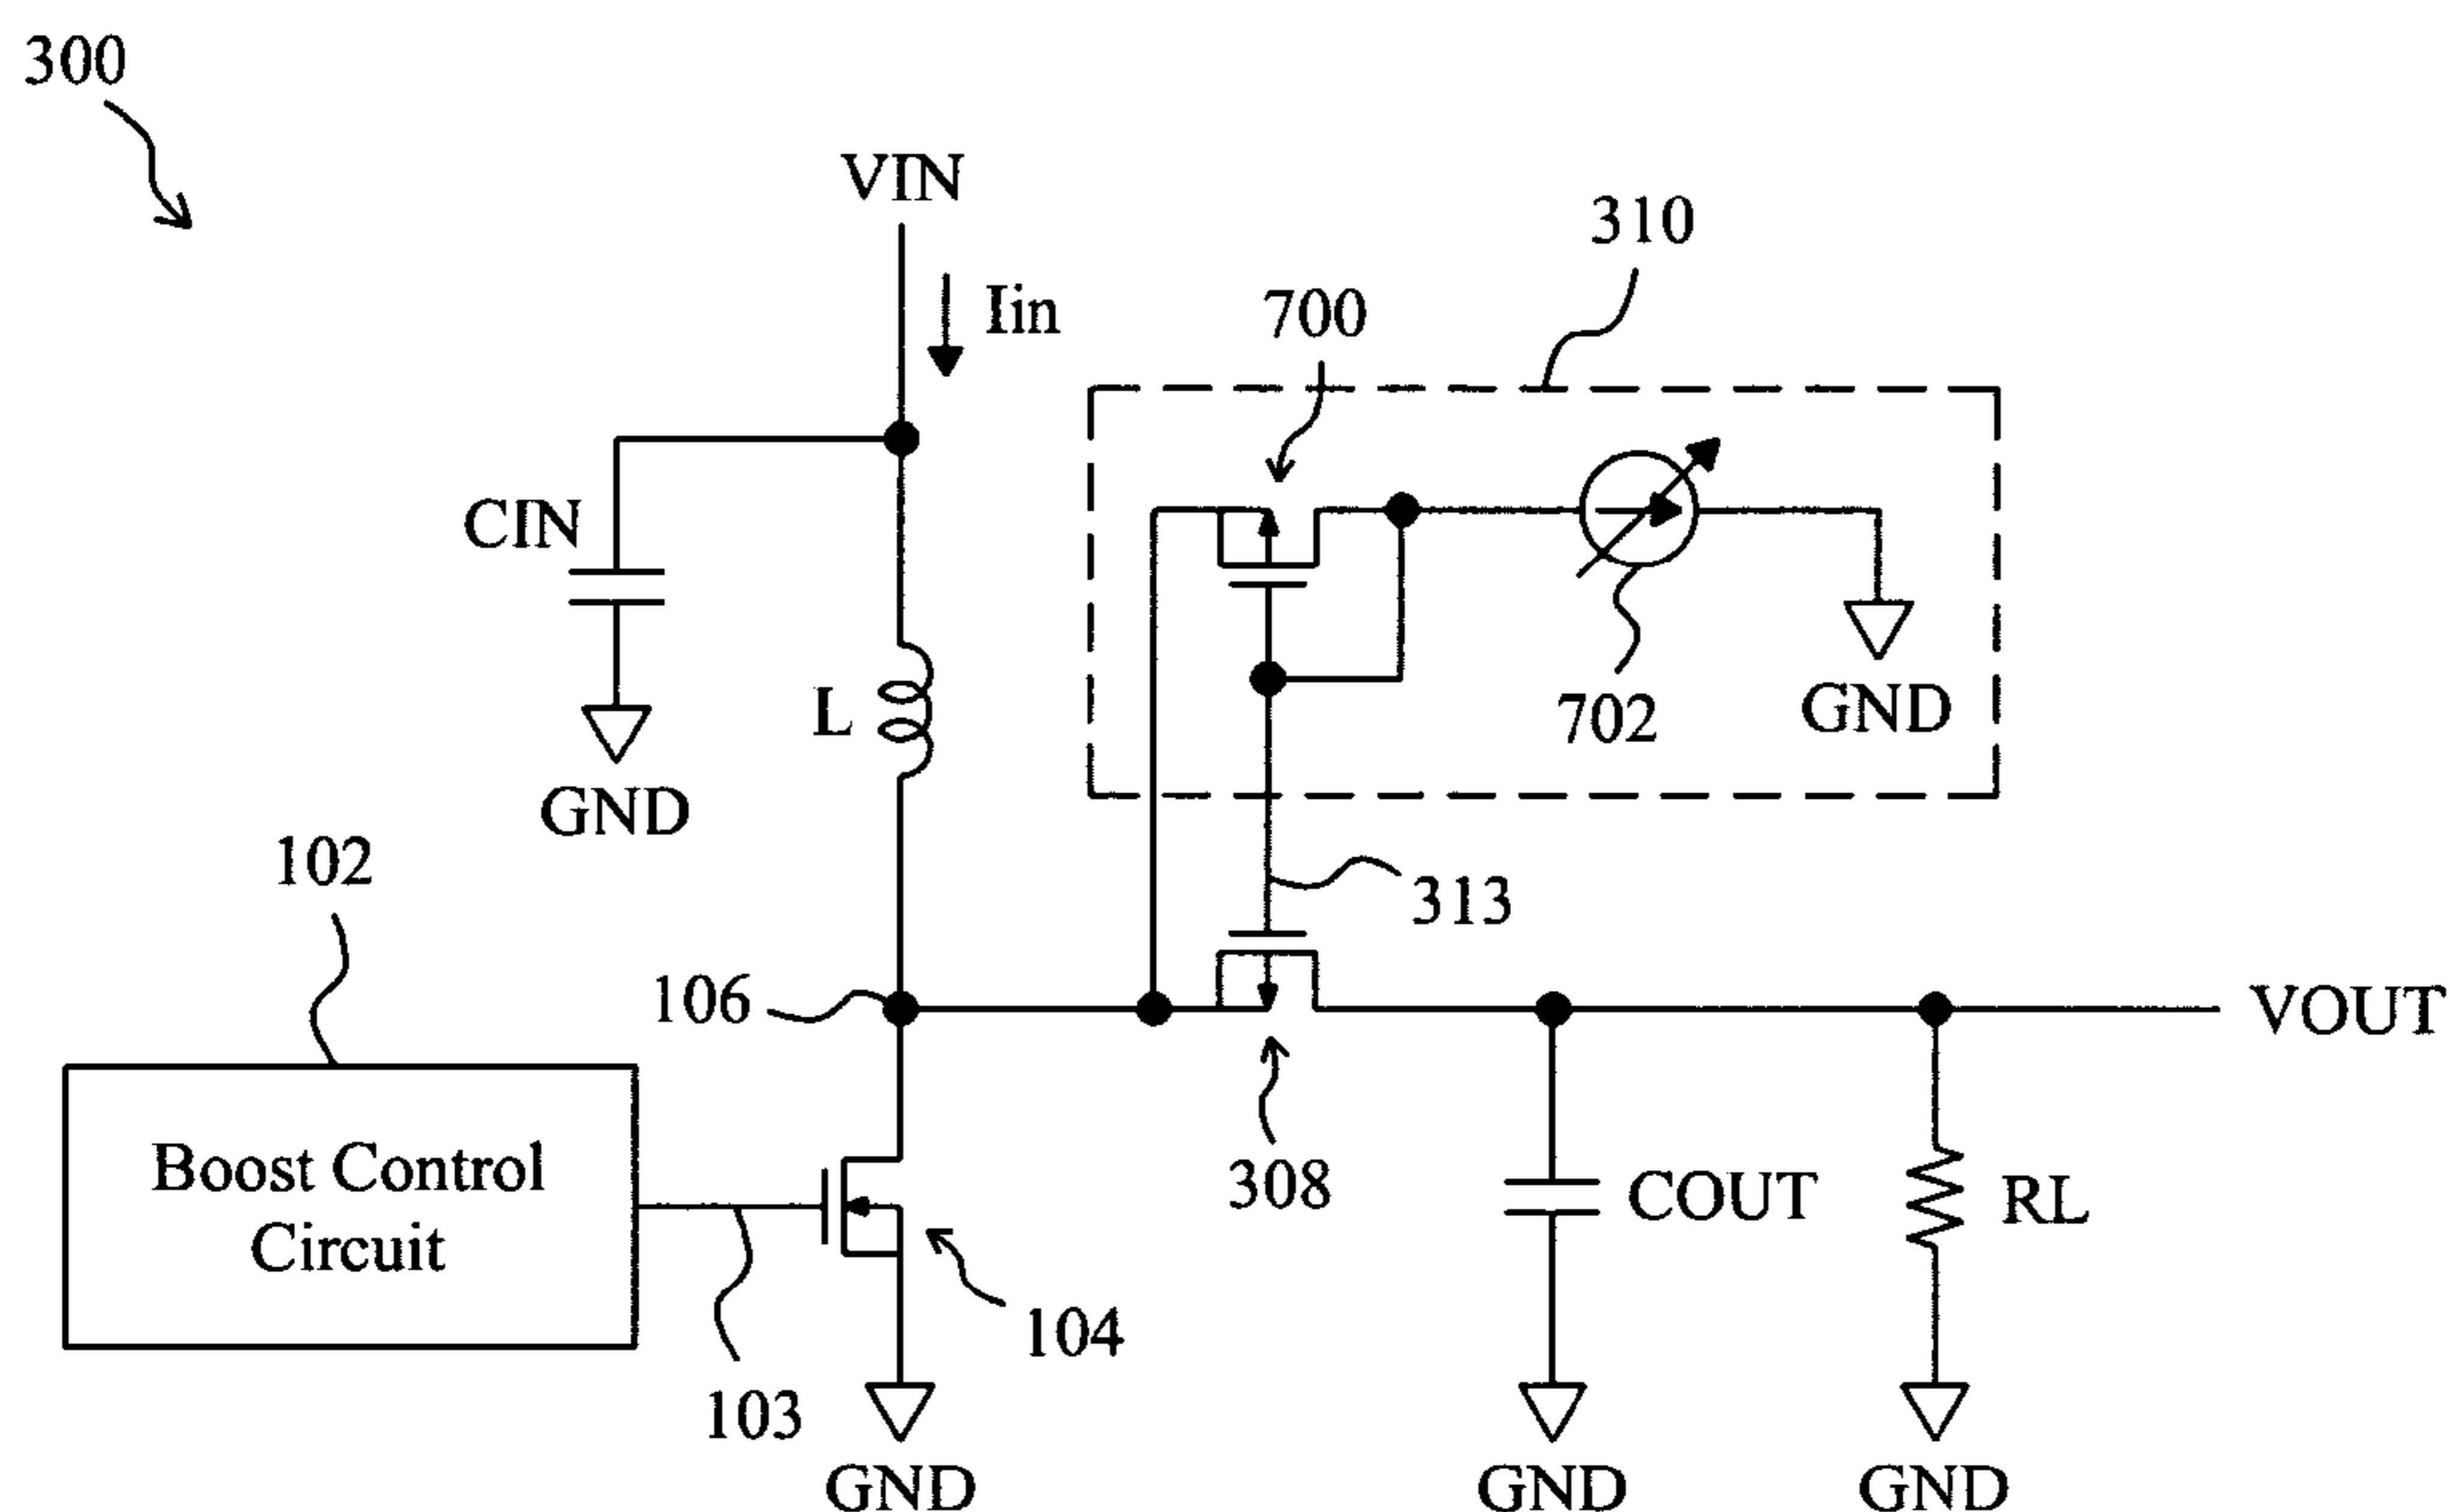 300
VIN
310
Iin
700
CIN
L
702
GND
GND
102
313
106
VOUT
Boost Control
Circuit
308
COUT
RL
104
103
GND
GND
GND